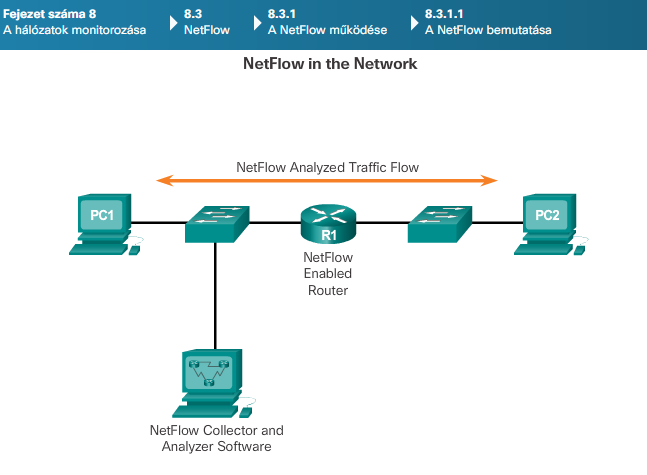 Fejezet száma 8
A hálózatok monitorozása
8.3
NetFlow
8.3.1
A NetFlow működése
8.3.1.1
A NetFlow bemutatása
NetFlow in the Network
NetFlow Analyzed Traffic Flow
PC1
R1
PC2
NetFlow
Enabled
Router
NetFlow Collector and
Analyzer Software